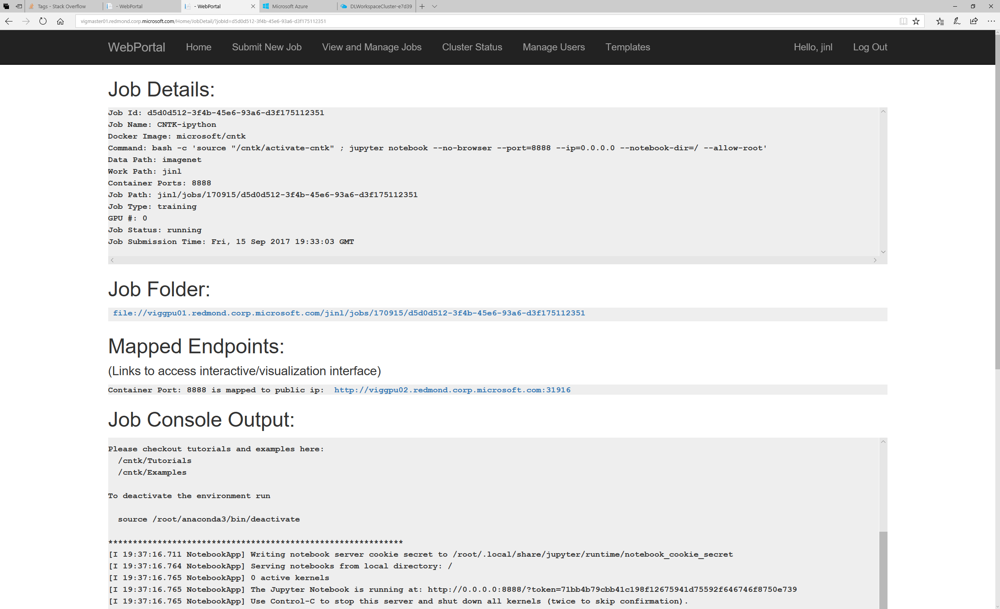 Tags - Stack Overflow
- WebPortal
- WebPortal
Microsoft Azure
DLWorkspaceCluster-e7d39
vigmaster01.redmond.corp.microsoft.com/Home/JobDetail/?jobId=d5d0d512-3f4b-45e6-93a6-d3f175112351
WebPortal Home Submit New Job View and Manage Jobs Cluster Status Manage Users Templates Hello, jinl Log Out
Job Details:
Job Id: d5d0d512-3f4b-45e6-93a6-d3f175112351
Job Name: CNTK-ipython
Docker Image: microsoft/cntk
Command: bash -c 'source "/cntk/activate-cntk" ; jupyter notebook --no-browser --port=8888 --ip=0.0.0.0 --notebook-dir=/ --allow-root'
Data Path: imagenet
Work Path: jinl
Container Ports: 8888
Job Path: jinl/jobs/170915/d5d0d512-3f4b-45e6-93a6-d3f175112351
Job Type: training
GPU #: 0
Job Status: running
Job Submission Time: Fri, 15 Sep 2017 19:33:03 GMT
Job Folder:
file://viggpu01.redmond.corp.microsoft.com/jinl/jobs/170915/d5d0d512-3f4b-45e6-93a6-d3f175112351
Mapped Endpoints:
(Links to access interactive/visualization interface)
Container Port: 8888 is mapped to public ip: http://viggpu02.redmond.corp.microsoft.com:31916
Job Console Output:
Please checkout tutorials and examples here:
/cntk/Tutorials
/cntk/Examples
To deactivate the environment run
source /root/anaconda3/bin/deactivate
************************************************************
[I 19:37:16.711 NotebookApp] Writing notebook server cookie secret to /root/.local/share/jupyter/runtime/notebook_cookie_secret
[I 19:37:16.764 NotebookApp] Serving notebooks from local directory: /
[I 19:37:16.765 NotebookApp] 0 active kernels
[I 19:37:16.765 NotebookApp] The Jupyter Notebook is running at: http://0.0.0.0:8888/?token=71bb4b79cbb41c198f12675941d75592f646746f8750e739
[I 19:37:16.765 NotebookApp] Use Control-C to stop this server and shut down all kernels (twice to skip confirmation).